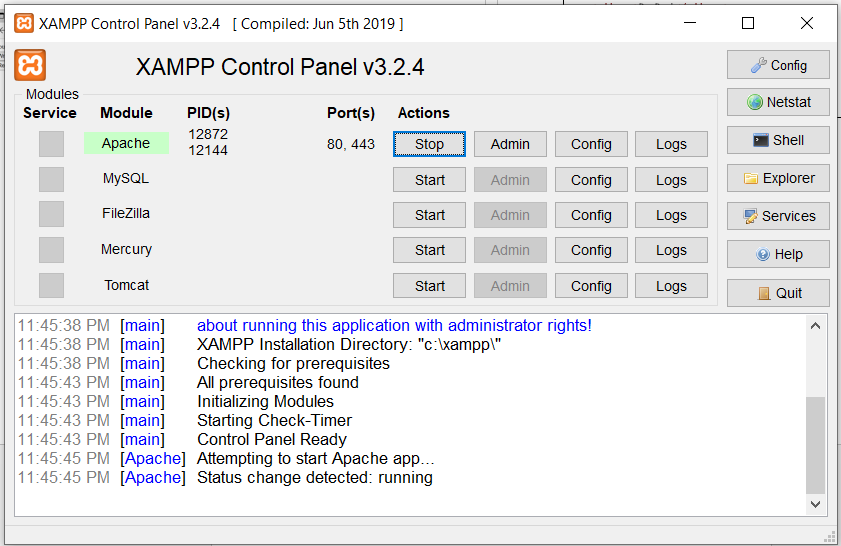 XAMPP Control Panel v3.2.4 [ Compiled: Jun 5th 2019 ]
XAMPP Control Panel v3.2.4
Config
Modules
Service Module PID(s) Port(s) Actions
Netstat
Apache 12872 12144 80, 443 Stop Admin Config Logs
Shell
MySQL Start Admin Config Logs
Explorer
FileZilla Start Admin Config Logs
Services
Mercury Start Admin Config Logs
Help
Tomcat Start Admin Config Logs
Quit
11:45:38 PM [main] about running this application with administrator rights!
11:45:38 PM [main] XAMPP Installation Directory: "c:\xampp\"
11:45:38 PM [main] Checking for prerequisites
11:45:43 PM [main] All prerequisites found
11:45:43 PM [main] Initializing Modules
11:45:43 PM [main] Starting Check-Timer
11:45:43 PM [main] Control Panel Ready
11:45:45 PM [Apache] Attempting to start Apache app...
11:45:45 PM [Apache] Status change detected: running